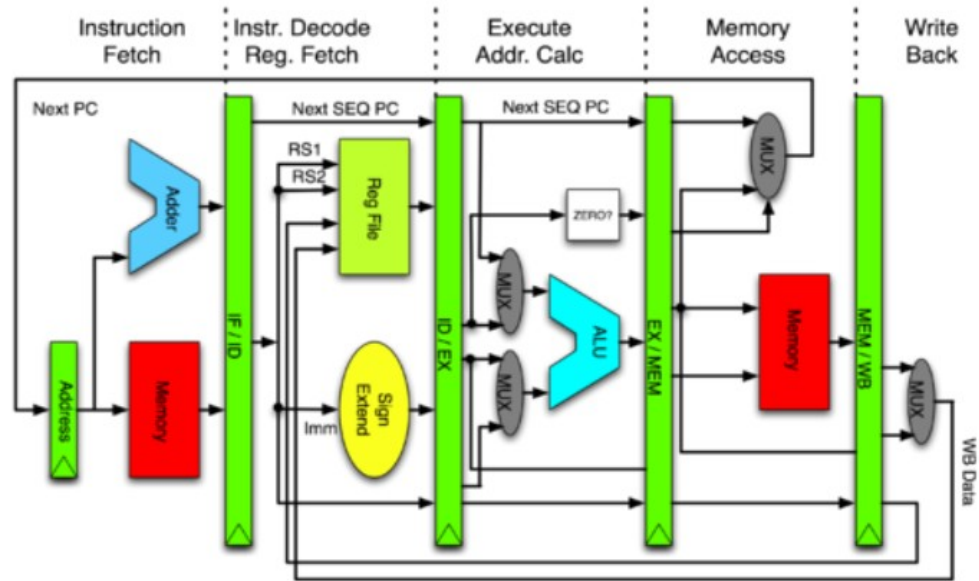 Instruction
Fetch
Instr. Decode
Reg. Fetch
Execute
Addr. Calc
Memory
Access
Write
Back
Next PC
Next SEQ PC
Next SEQ PC
RS1
RS2
Reg File
MUX
Adder
ZERO?
MUX
IF / ID
ID / EX
ALU
EX / MEM
Memory
MEM / WB
Address
Memory
Sign
Extend
Imm
MUX
MUX
WB Data